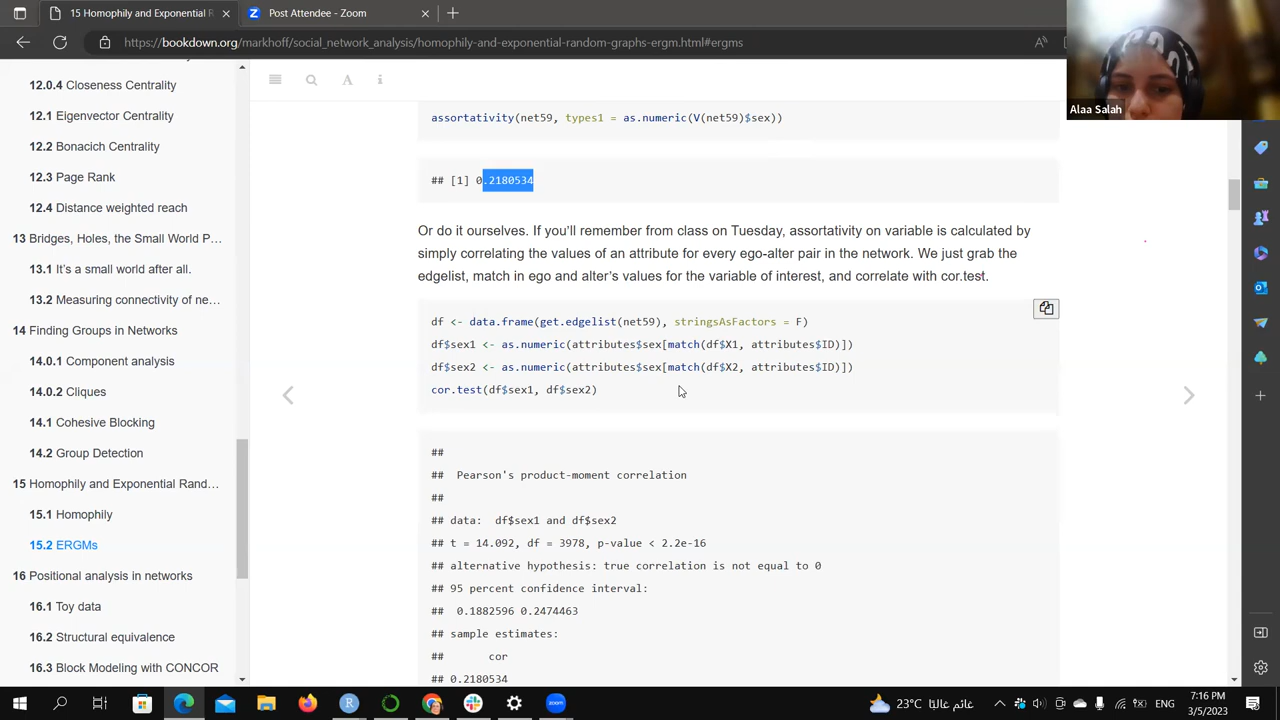 15 Homophily and Exponential R
Post Attendee - Zoom
https://bookdown.org/markhoff/social_network_analysis/homophily-and-exponential-random-graphs-ergm.html#ergms
Alaa Salah
12.0.4 Closeness Centrality
12.1 Eigenvector Centrality
12.2 Bonacich Centrality
12.3 Page Rank
12.4 Distance weighted reach
13 Bridges, Holes, the Small World P…
13.1 It's a small world after all.
13.2 Measuring connectivity of ne…
14 Finding Groups in Networks
14.0.1 Component analysis
14.0.2 Cliques
14.1 Cohesive Blocking
14.2 Group Detection
15 Homophily and Exponential Rand…
15.1 Homophily
15.2 ERGMs
16 Positional analysis in networks
16.1 Toy data
16.2 Structural equivalence
16.3 Block Modeling with CONCOR
assortativity(net59, types1 = as.numeric(V(net59)$sex))
## [1] 0.2180534
Or do it ourselves. If you'll remember from class on Tuesday, assortativity on variable is calculated by
simply correlating the values of an attribute for every ego-alter pair in the network. We just grab the
edgelist, match in ego and alter's values for the variable of interest, and correlate with cor.test.
df <- data.frame(get.edgelist(net59), stringsAsFactors = F)
df$sex1 <- as.numeric(attributes$sex[match(df$X1, attributes$ID)])
df$sex2 <- as.numeric(attributes$sex[match(df$X2, attributes$ID)])
cor.test(df$sex1, df$sex2)
##
## Pearson's product-moment correlation
##
## data: df$sex1 and df$sex2
## t = 14.092, df = 3978, p-value < 2.2e-16
## alternative hypothesis: true correlation is not equal to 0
## 95 percent confidence interval:
## 0.1882596 0.2474463
## sample estimates:
## cor
## 0.2180534
23°C غائم غالبًا
ENG
7:16 PM
3/5/2023